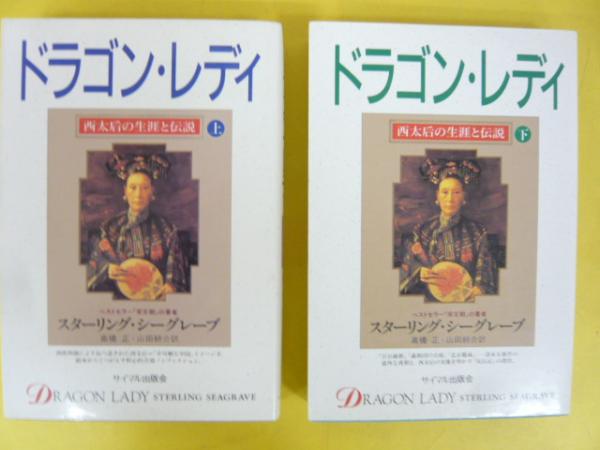 ドラゴン・レディ
西太后の生涯と伝説 上
ベストセラー『宋王朝』の著者
スターリング・シーグレーブ
高橋 正・山田耕介訳
サイマル出版会
DRAGON LADY STERLING SEAGRAVE
ドラゴン・レディ
西太后の生涯と伝説 下
ベストセラー『宋王朝』の著者
スターリング・シーグレーブ
高橋 正・山田耕介訳
サイマル出版会
DRAGON LADY STERLING SEAGRAVE